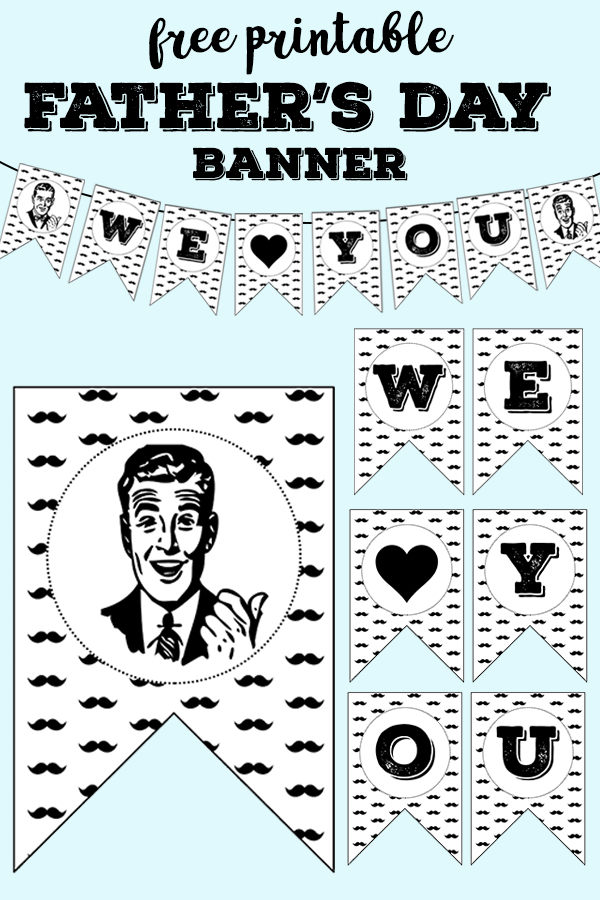 free printable
FATHER'S DAY
BANNER
WE ♥ YOU
W E
♥ Y
O U